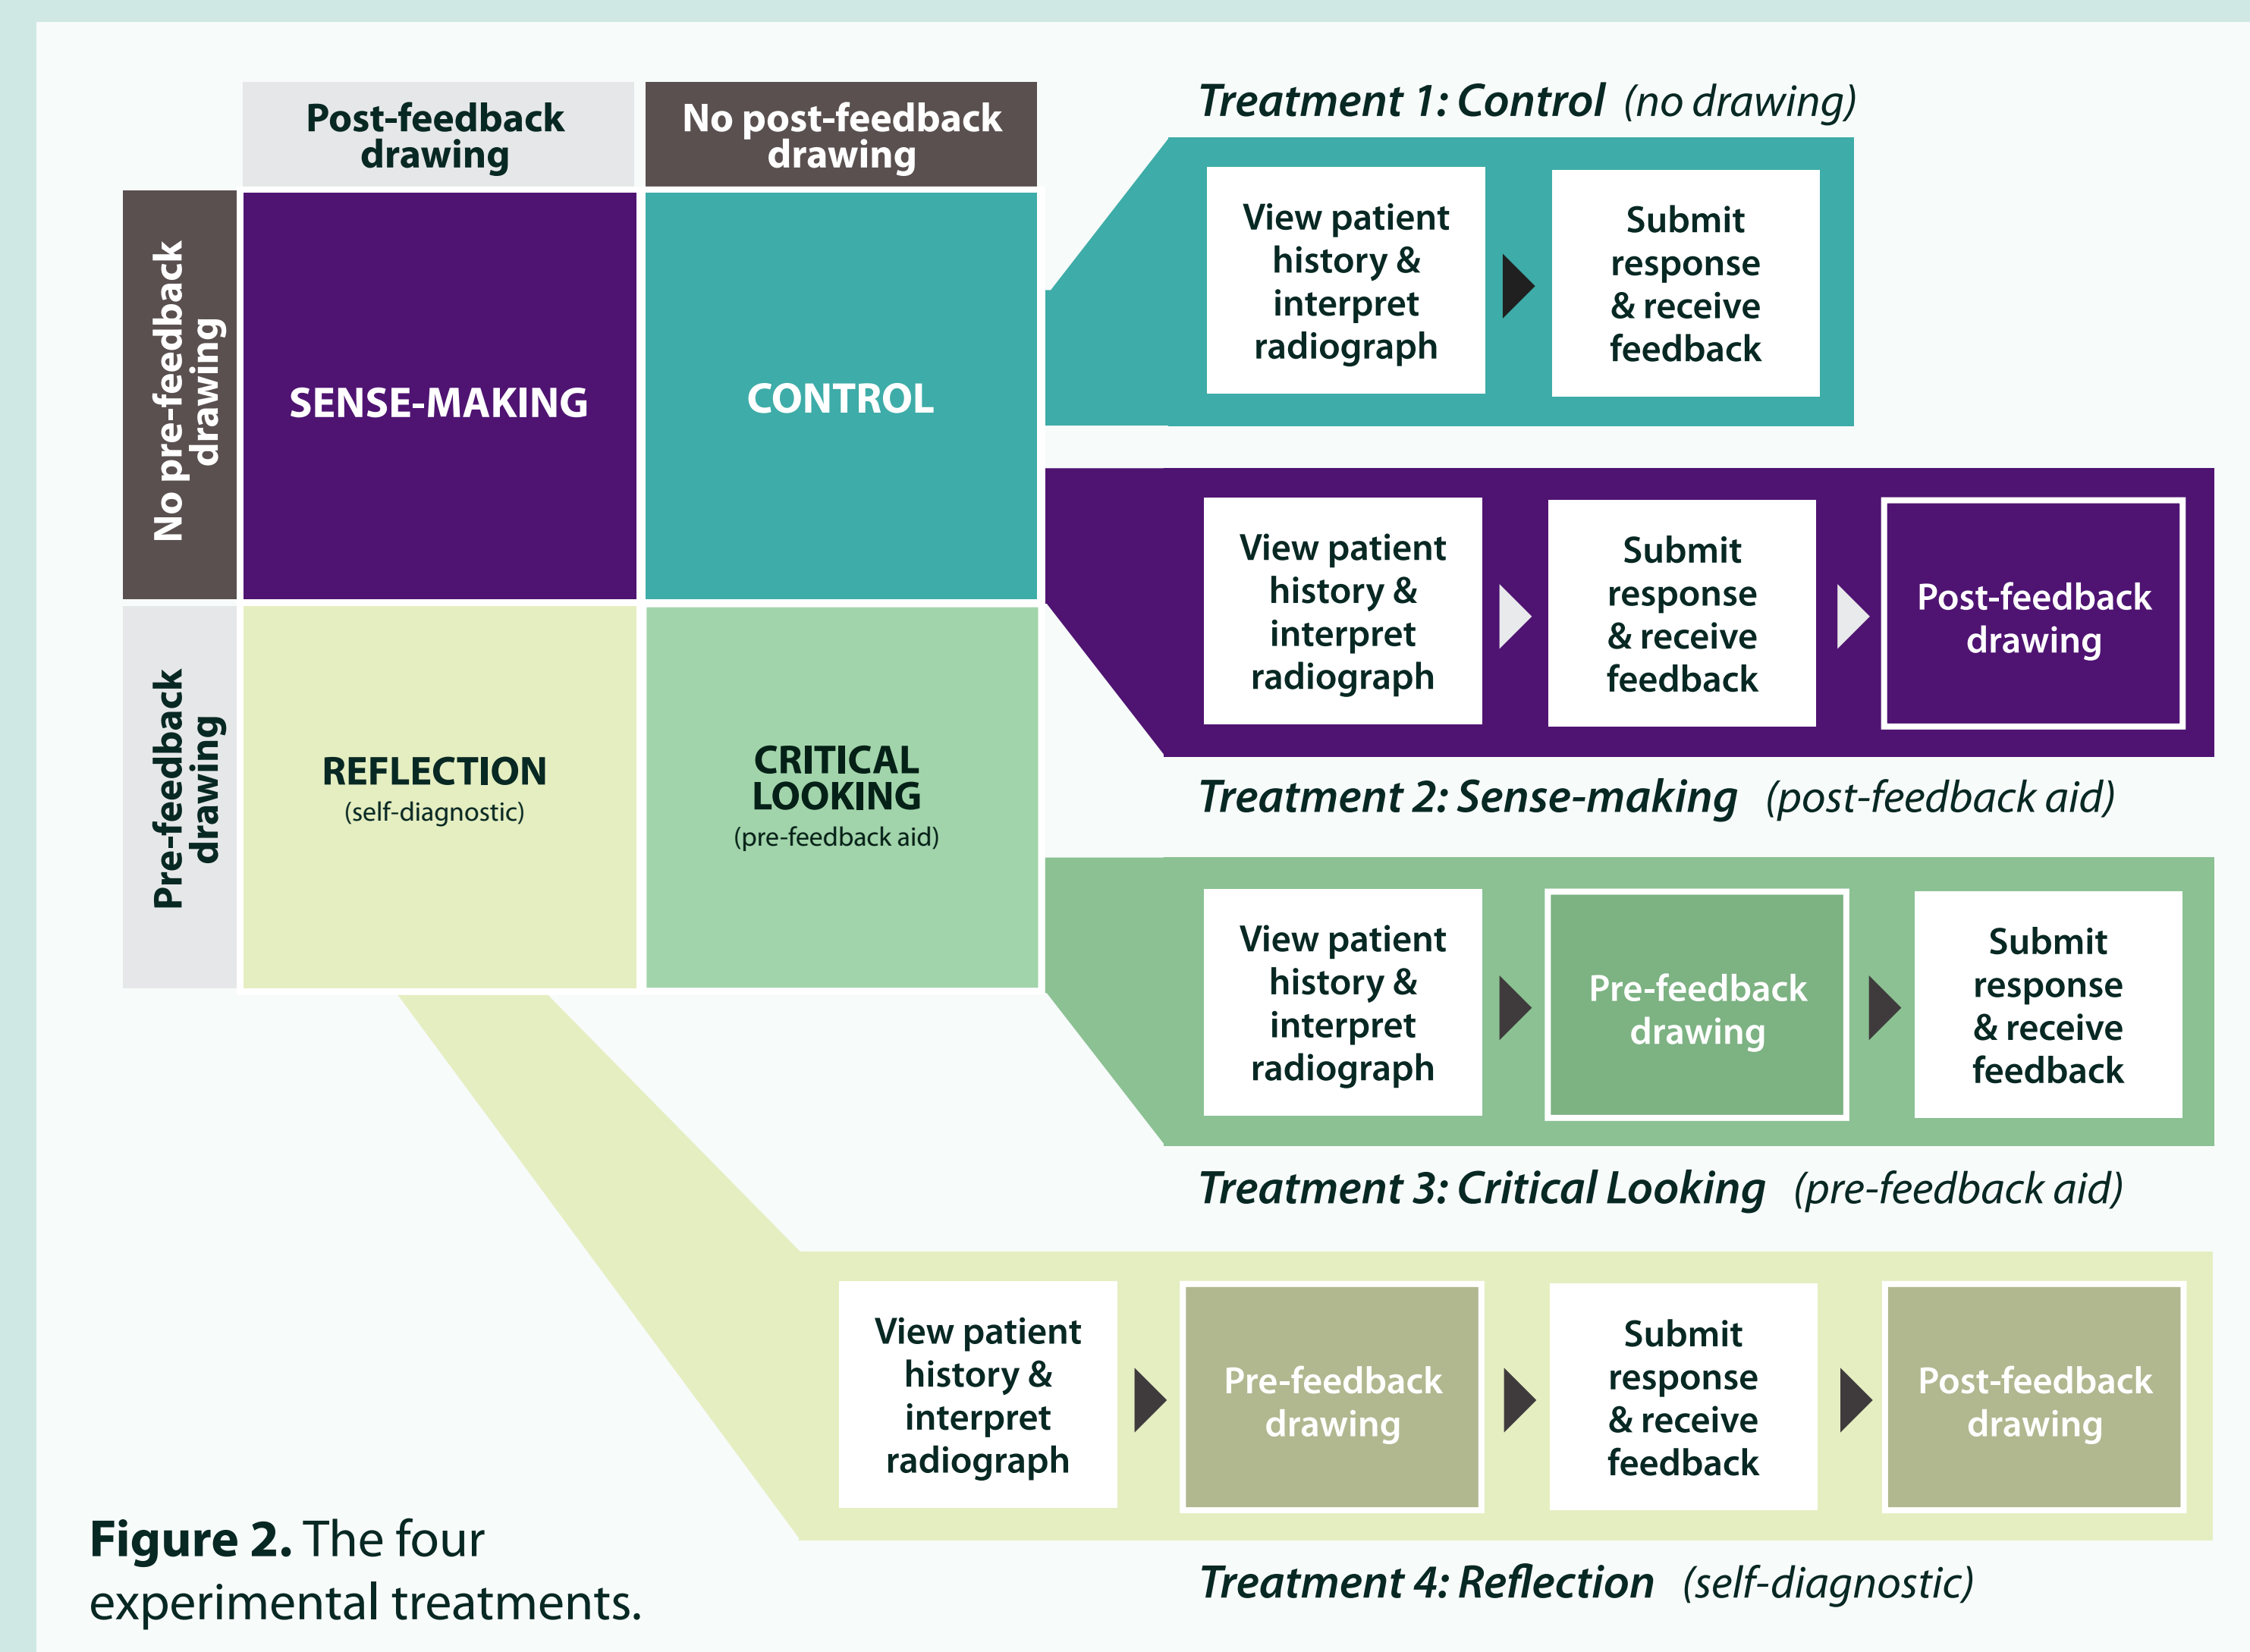 Post-feedback
drawing
No post-feedback
drawing
No pre-feedback
drawing
SENSE-MAKING
CONTROL
Pre-feedback
drawing
REFLECTION
(self-diagnostic)
CRITICAL
LOOKING
(pre-feedback aid)
Treatment 1: Control (no drawing)
View patient
history &
interpret
radiograph
Submit
response
& receive
feedback
View patient
history &
interpret
radiograph
Submit
response
& receive
feedback
Post-feedback
drawing
Treatment 2: Sense-making (post-feedback aid)
View patient
history &
interpret
radiograph
Pre-feedback
drawing
Submit
response
& receive
feedback
Treatment 3: Critical Looking (pre-feedback aid)
View patient
history &
interpret
radiograph
Pre-feedback
drawing
Submit
response
& receive
feedback
Post-feedback
drawing
Treatment 4: Reflection (self-diagnostic)
Figure 2. The four
experimental treatments.